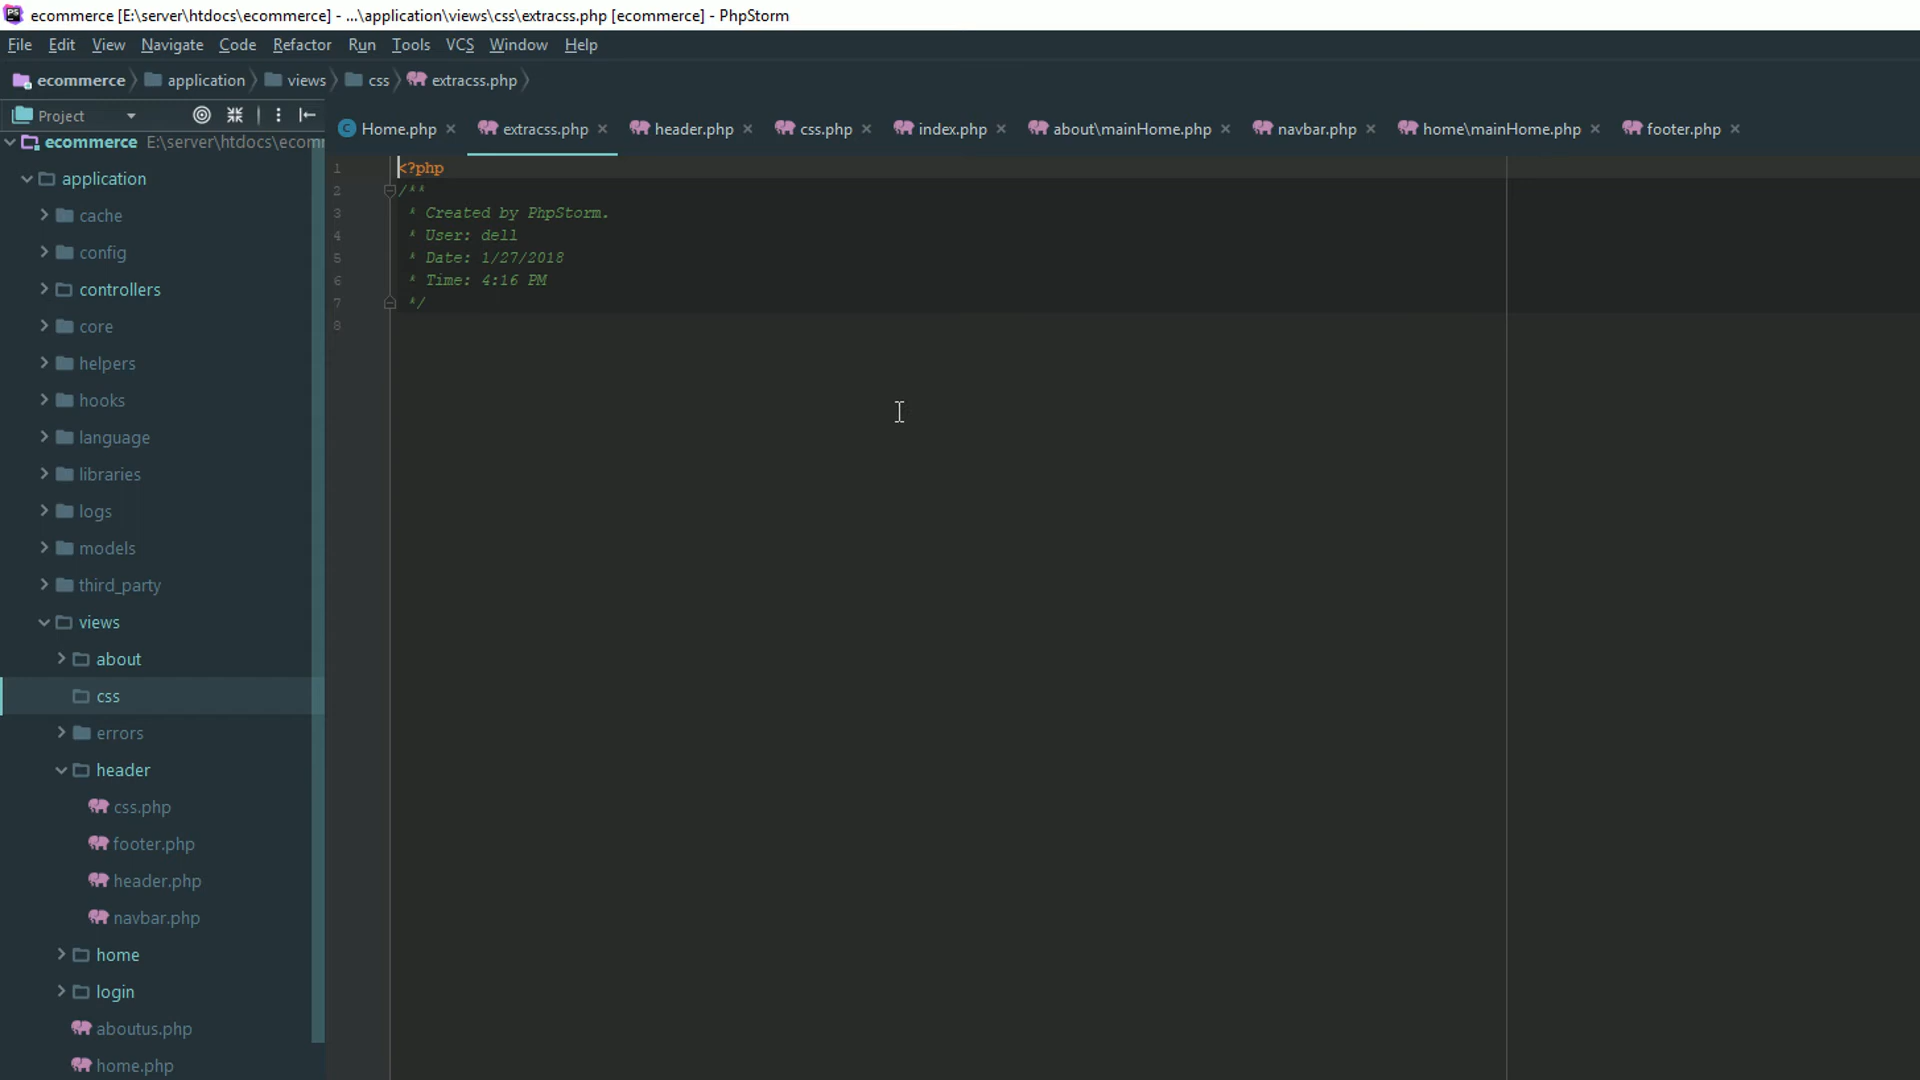 ecommerce [E:\server\htdocs\ecommerce] - ...\application\views\css\extracss.php [ecommerce] - PhpStorm
File Edit View Navigate Code Refactor Run Tools VCS Window Help
ecommerce application views css extracss.php
Project
Home.php extracss.php header.php css.php index.php about\mainHome.php navbar.php home\mainHome.php footer.php
ecommerce E:\server\htdocs\ecomm
application
cache
config
controllers
core
helpers
hooks
language
libraries
logs
models
third_party
views
about
css
errors
header
css.php
footer.php
header.php
navbar.php
home
login
aboutus.php
home.php
1 <?php
2 /**
3 * Created by PhpStorm.
4 * User: dell
5 * Date: 1/27/2018
6 * Time: 4:16 PM
7 */
8